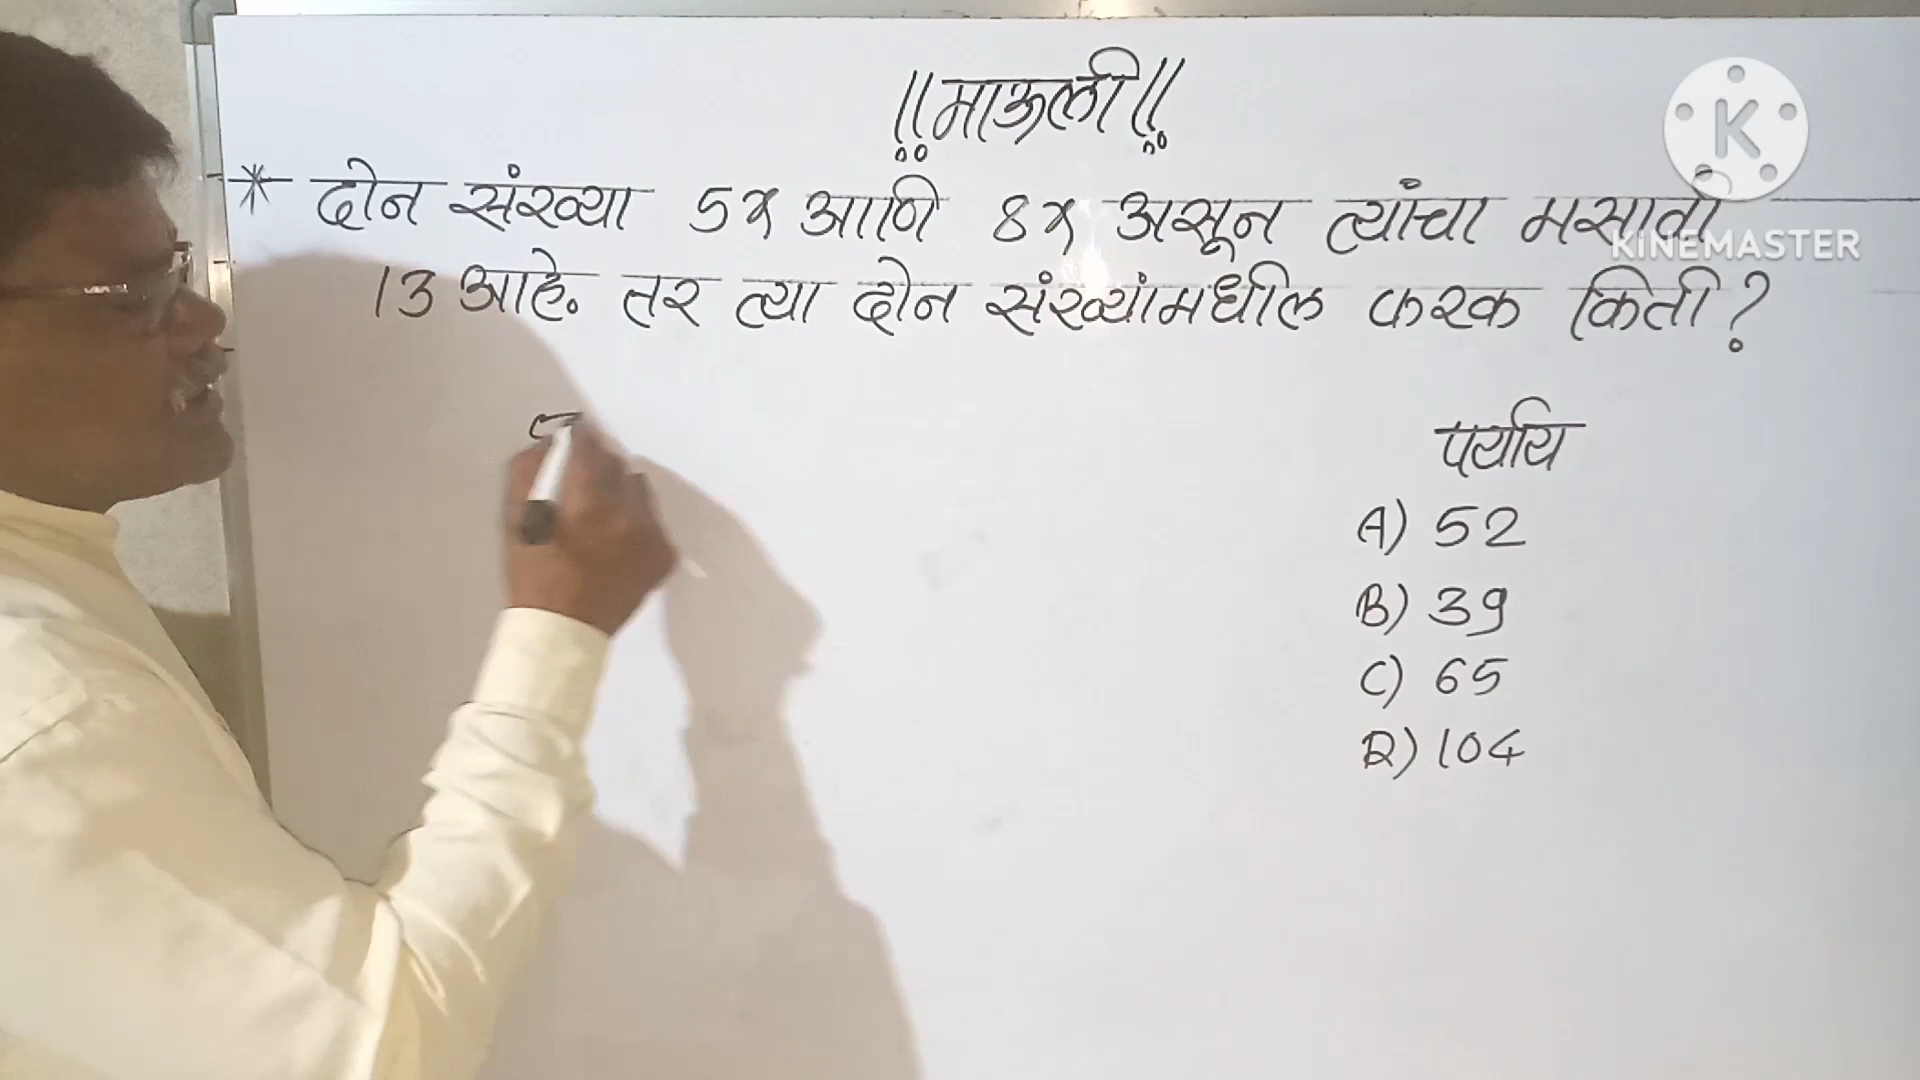 ॥माऊली॥
* दोन संख्या 5x आणि 8x असून त्यांचा मसावी
13 आहे. तर त्या दोन संख्यांमधील फरक किती?
पर्याय
A) 52
B) 39
C) 65
D) 104
K
KINEMASTER